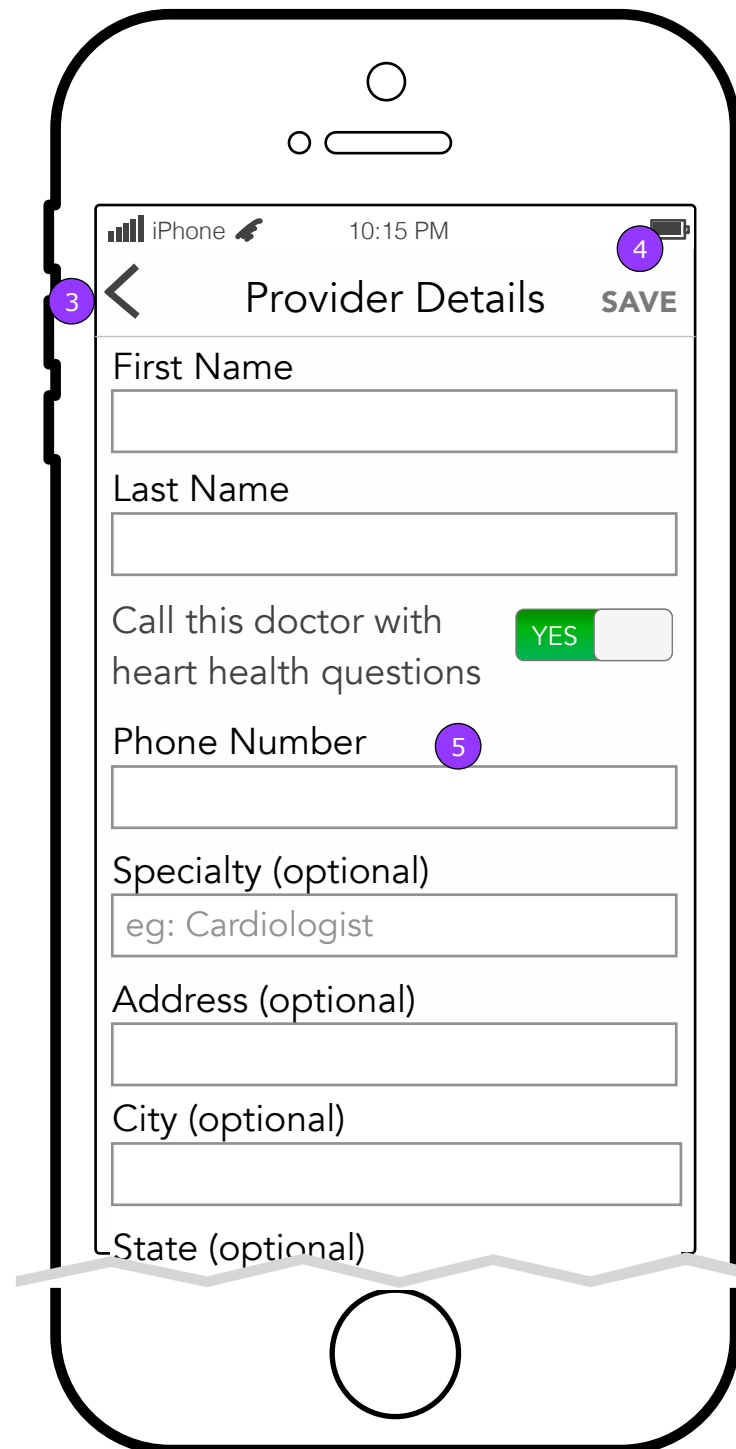 iPhone 10:15 PM
4
3
Provider Details SAVE
First Name
Last Name
Call this doctor with
heart health questions
YES
Phone Number 5
Specialty (optional)
eg: Cardiologist
Address (optional)
City (optional)
State (optional)